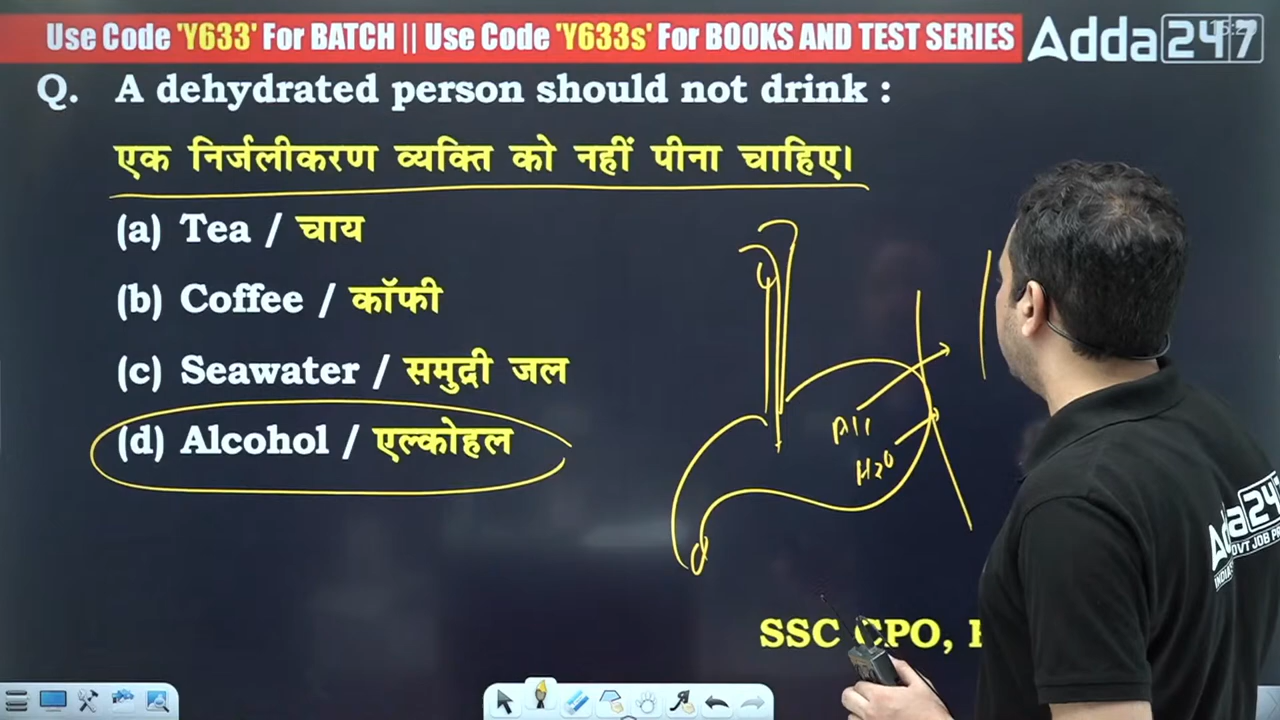 Use Code 'Y633' For BATCH || Use Code 'Y633s' For BOOKS AND TEST SERIES
Adda247
Q. A dehydrated person should not drink :
एक निर्जलीकरण व्यक्ति को नहीं पीना चाहिए।
(a) Tea / चाय
(b) Coffee / कॉफी
(c) Seawater / समुद्री जल
(d) Alcohol / एल्कोहल
H₂O
SSC CPO,